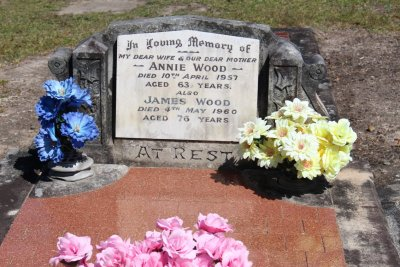 In Loving Memory of
MY DEAR WIFE & OUR DEAR MOTHER
ANNIE WOOD
DIED 10TH APRIL 1957
AGED 63 YEARS.
ALSO
JAMES WOOD
DIED 4TH MAY 1960
AGED 76 YEARS
AT REST